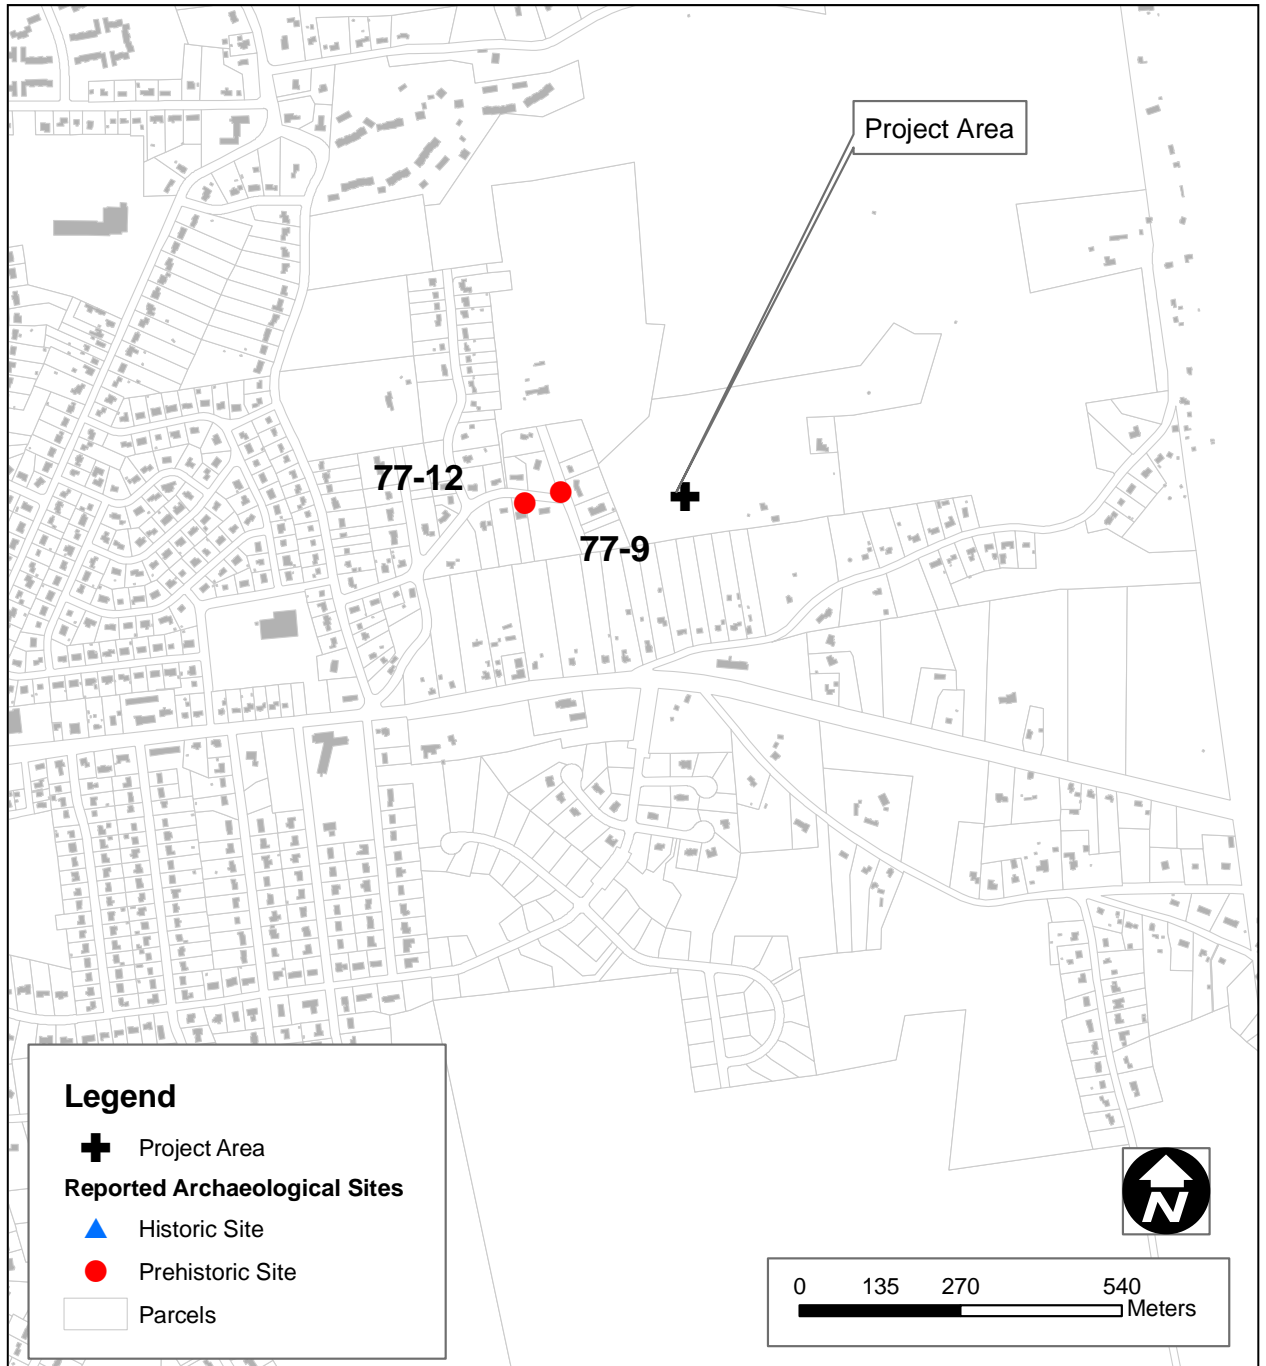 Project Area
77-12
77-9
Legend
Project Area
Reported Archaeological Sites
Historic Site
Prehistoric Site
Parcels
N
0 135 270 540
Meters